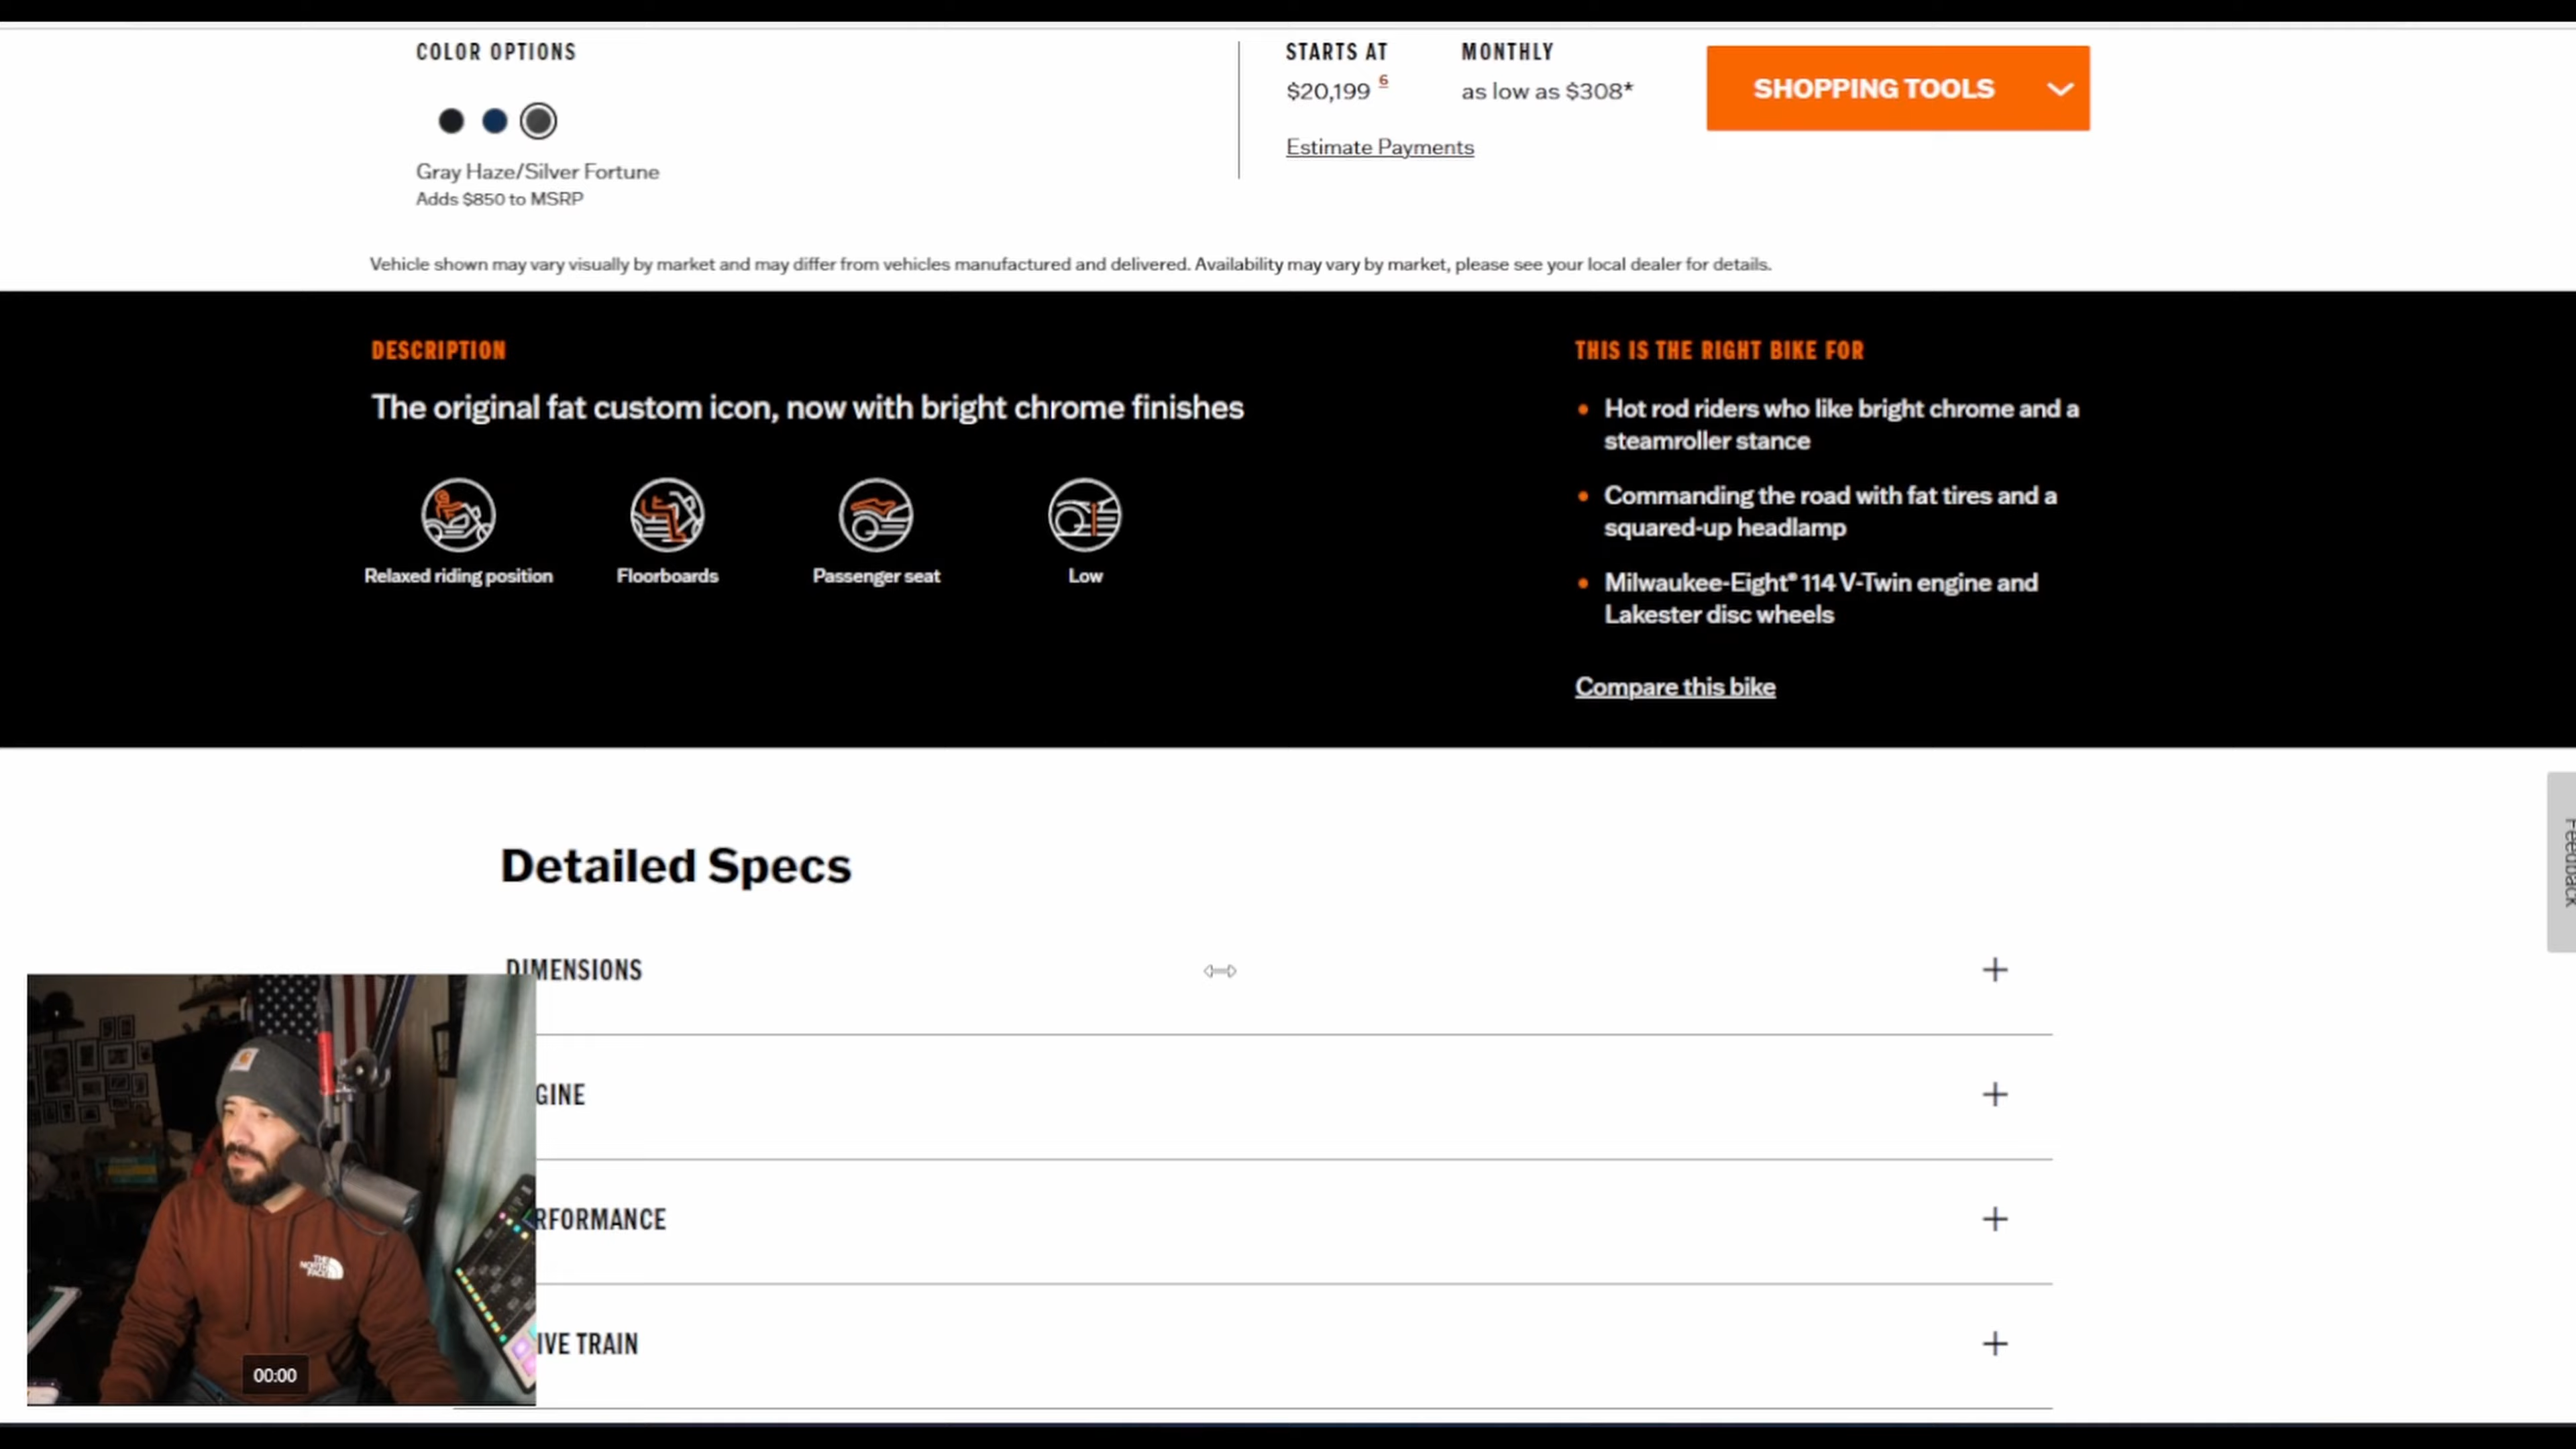 COLOR OPTIONS
Gray Haze/Silver Fortune
Adds $850 to MSRP
STARTS AT
$20,199 6
MONTHLY
as low as $308*
Estimate Payments
SHOPPING TOOLS
Vehicle shown may vary visually by market and may differ from vehicles manufactured and delivered. Availability may vary by market, please see your local dealer for details.
DESCRIPTION
The original fat custom icon, now with bright chrome finishes
Relaxed riding position
Floorboards
Passenger seat
Low
THIS IS THE RIGHT BIKE FOR
Hot rod riders who like bright chrome and a
steamroller stance
Commanding the road with fat tires and a
squared-up headlamp
Milwaukee-Eight® 114 V-Twin engine and
Lakester disc wheels
Compare this bike
Feedback
Detailed Specs
DIMENSIONS
GINE
RFORMANCE
IVE TRAIN
THE
NORTH
FACE
00:00